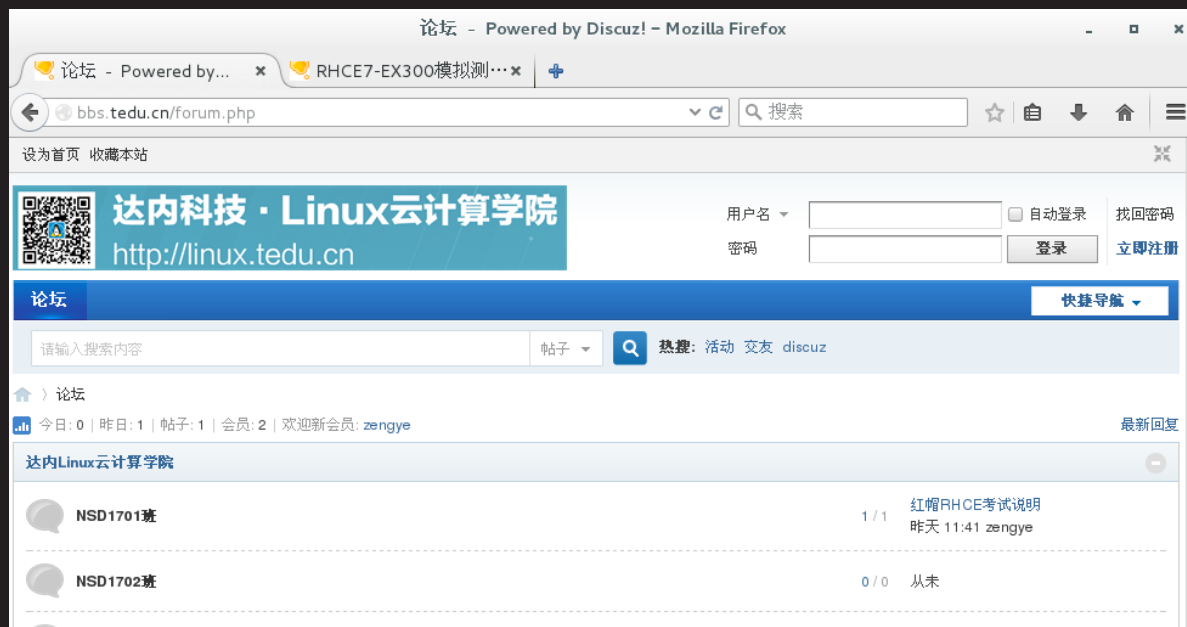 论坛 - Powered by Discuz! - Mozilla Firefox
论坛 - Powered by... RHCE7-EX300模拟测···
bbs.tedu.cn/forum.php 搜索
设为首页 收藏本站
达内科技·Linux云计算学院
http://linux.tedu.cn
用户名 自动登录 找回密码
密码 登录 立即注册
论坛 快捷导航
请输入搜索内容 帖子 热搜: 活动 交友 discuz
论坛
今日: 0 | 昨日: 1 | 帖子: 1 | 会员: 2 | 欢迎新会员: zengye 最新回复
达内Linux云计算学院
NSD1701班 1 / 1 红帽RHCE考试说明
昨天 11:41 zengye
NSD1702班 0 / 0 从未